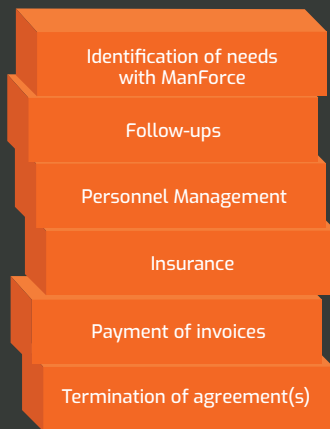 Identification of needs
with ManForce
Follow-ups
Personnel Management
Insurance
Payment of invoices
Termination of agreement(s)